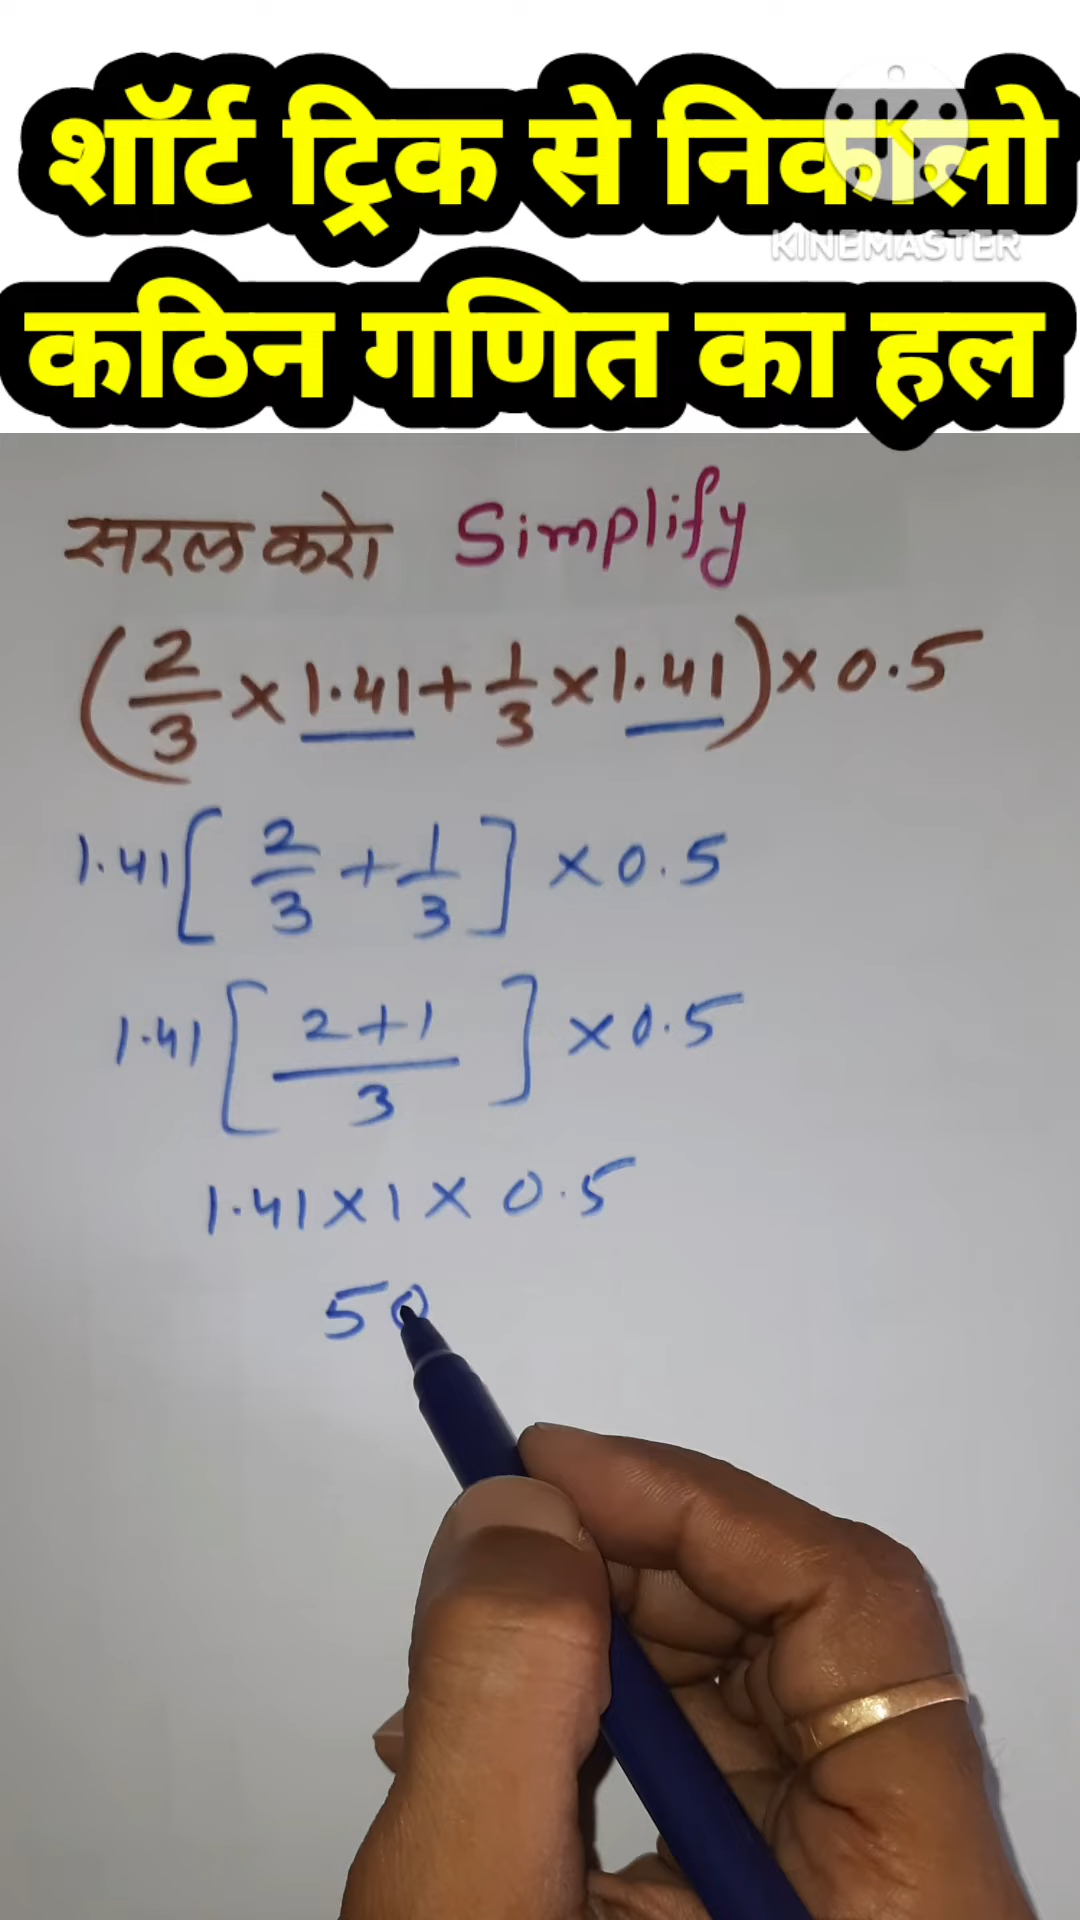 शॉर्ट ट्रिक से निकालो
K
KINEMASTER
कठिन गणित का हल
सरल करो Simplify
(2/3 × 1.41 + 1/3 × 1.41) × 0.5
1.41 [2/3 + 1/3] × 0.5
1.41 [2+1/3] × 0.5
1.41 × 1 × 0.5
50